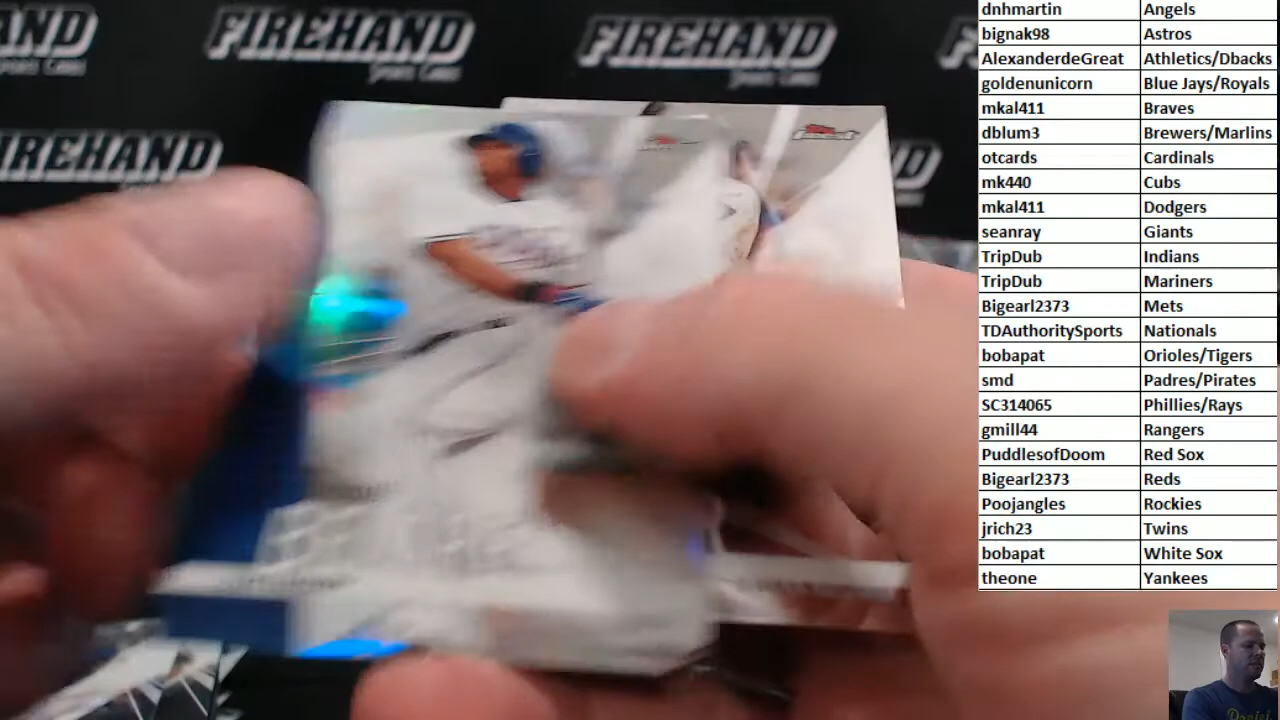 FIREHAND
FIREHAND
REHAND
dnhmartin Angels
bignak98 Astros
AlexanderdeGreat Athletics/Dbacks
goldenunicorn Blue Jays/Royals
mkal411 Braves
dblum3 Brewers/Marlins
otcards Cardinals
mk440 Cubs
mkal411 Dodgers
seanray Giants
TripDub Indians
TripDub Mariners
Bigearl2373 Mets
TDAuthoritySports Nationals
bobapat Orioles/Tigers
smd Padres/Pirates
SC314065 Phillies/Rays
gmill44 Rangers
PuddlesofDoom Red Sox
Bigearl2373 Reds
Poojangles Rockies
jrich23 Twins
bobapat White Sox
theone Yankees